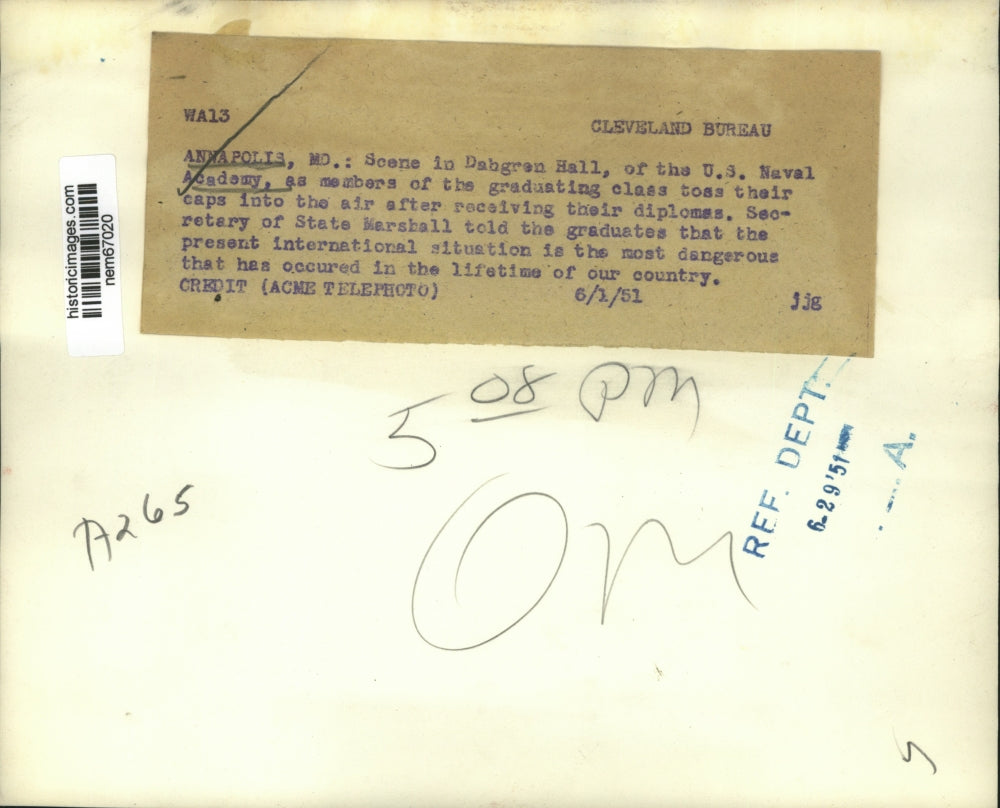 WA13
CLEVELAND BUREAU
ANNAPOLIS, MD.: Scene in Dahgren Hall, of the U.S. Naval
Academy, as members of the graduating class toss their
caps into the air after receiving their diplomas. Sec-
retary of State Marshall told the graduates that the
present international situation is the most dangerous
that has occured in the lifetime of our country.
CREDIT (ACME TELEPHOTO) 6/1/51 jjg
historicimages.com
nem67020
5 08 PM
REF. DEPT.
6-29'51
A.
A265